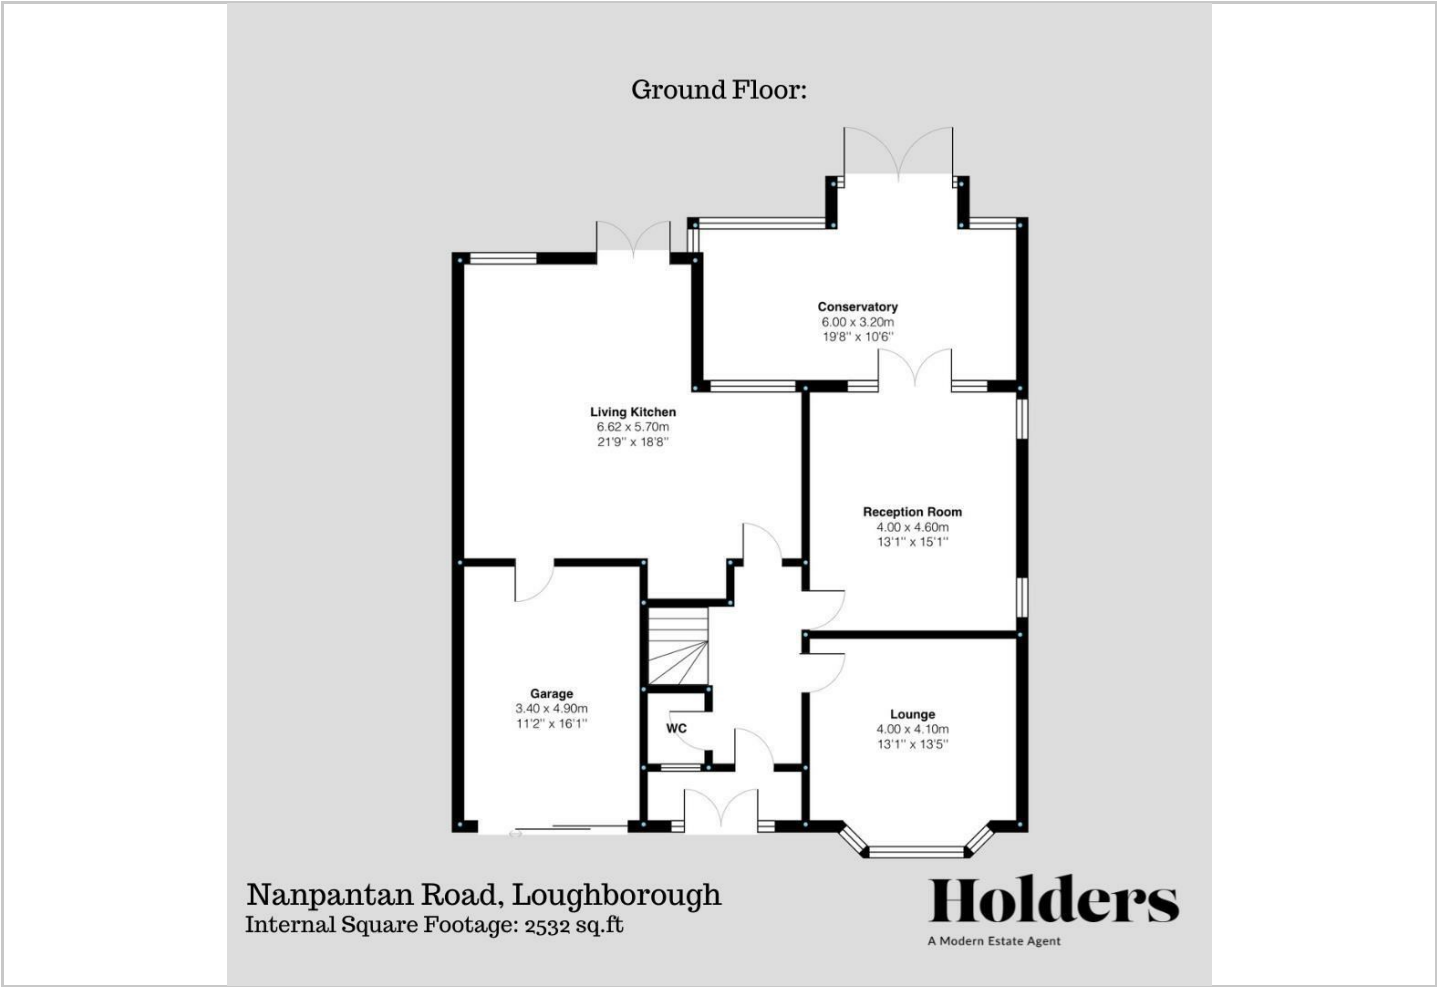 Ground Floor:
Conservatory
6.00 x 3.20m
19'8'' x 10'6''
Living Kitchen
6.62 x 5.70m
21'9'' x 18'8''
Reception Room
4.00 x 4.60m
13'1'' x 15'1''
Garage
3.40 x 4.90m
11'2'' x 16'1''
WC
Lounge
4.00 x 4.10m
13'1'' x 13'5''
Nanpantan Road, Loughborough
Internal Square Footage: 2532 sq.ft
Holders
A Modern Estate Agent